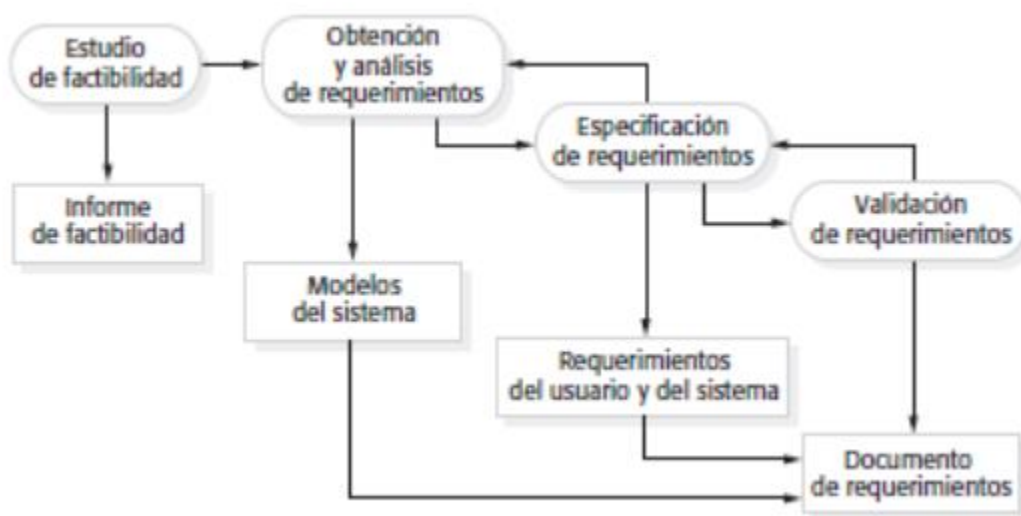 Estudio
de factibilidad
Obtención
y análisis
de requerimientos
Especificación
de requerimientos
Validación
de requerimientos
Informe
de factibilidad
Modelos
del sistema
Requerimientos
del usuario y del sistema
Documento
de requerimientos